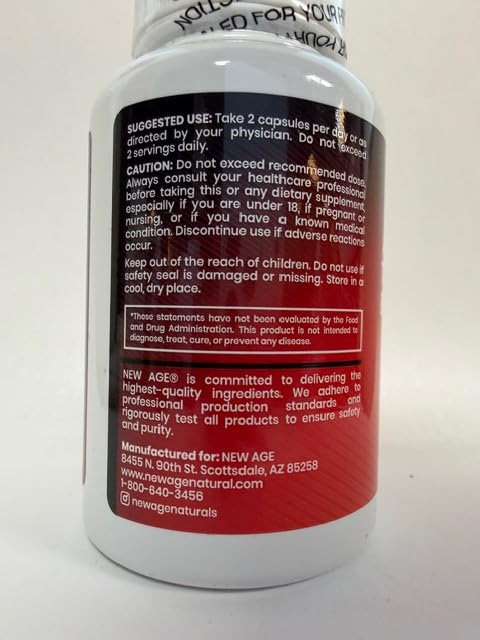 ALED FOR YOUR PR
SUGGESTED USE: Take 2 capsules per day or as
directed by your physician. Do not exceed
2 servings daily.
CAUTION: Do not exceed recommended dose.
Always consult your healthcare professional
before taking this or any dietary supplement,
especially if you are under 18, if pregnant or
nursing, or if you have a known medical
condition. Discontinue use if adverse reactions
occur.
Keep out of the reach of children. Do not use if
safety seal is damaged or missing. Store in a
cool, dry place.
*These statements have not been evaluated by the Food
and Drug Administration. This product is not intended to
diagnose, treat, cure, or prevent any disease.
NEW AGE® is committed to delivering the
highest-quality ingredients. We adhere to
professional production standards and
rigorously test all products to ensure safety
and purity.
Manufactured for: NEW AGE
8455 N. 90th St. Scottsdale, AZ 85258
www.newagenatural.com
1-800-640-3456
newagenaturals